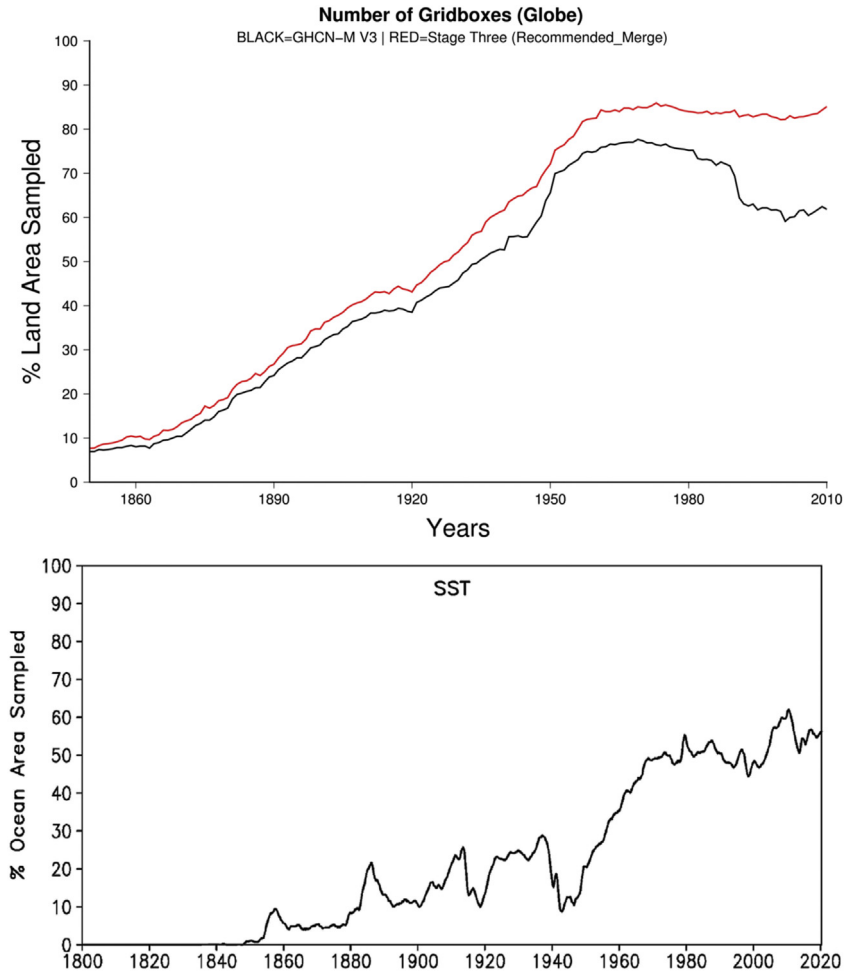 Number of Gridboxes (Globe)
BLACK=GHCN−M V3 | RED=Stage Three (Recommended_Merge)
100
90
80
70
60
50
40
30
20
10
0
% Land Area Sampled
1860 1890 1920 1950 1980 2010
Years
SST
100
90
80
70
60
50
40
30
20
10
0
% Ocean Area Sampled
1800 1820 1840 1860 1880 1900 1920 1940 1960 1980 2000 2020